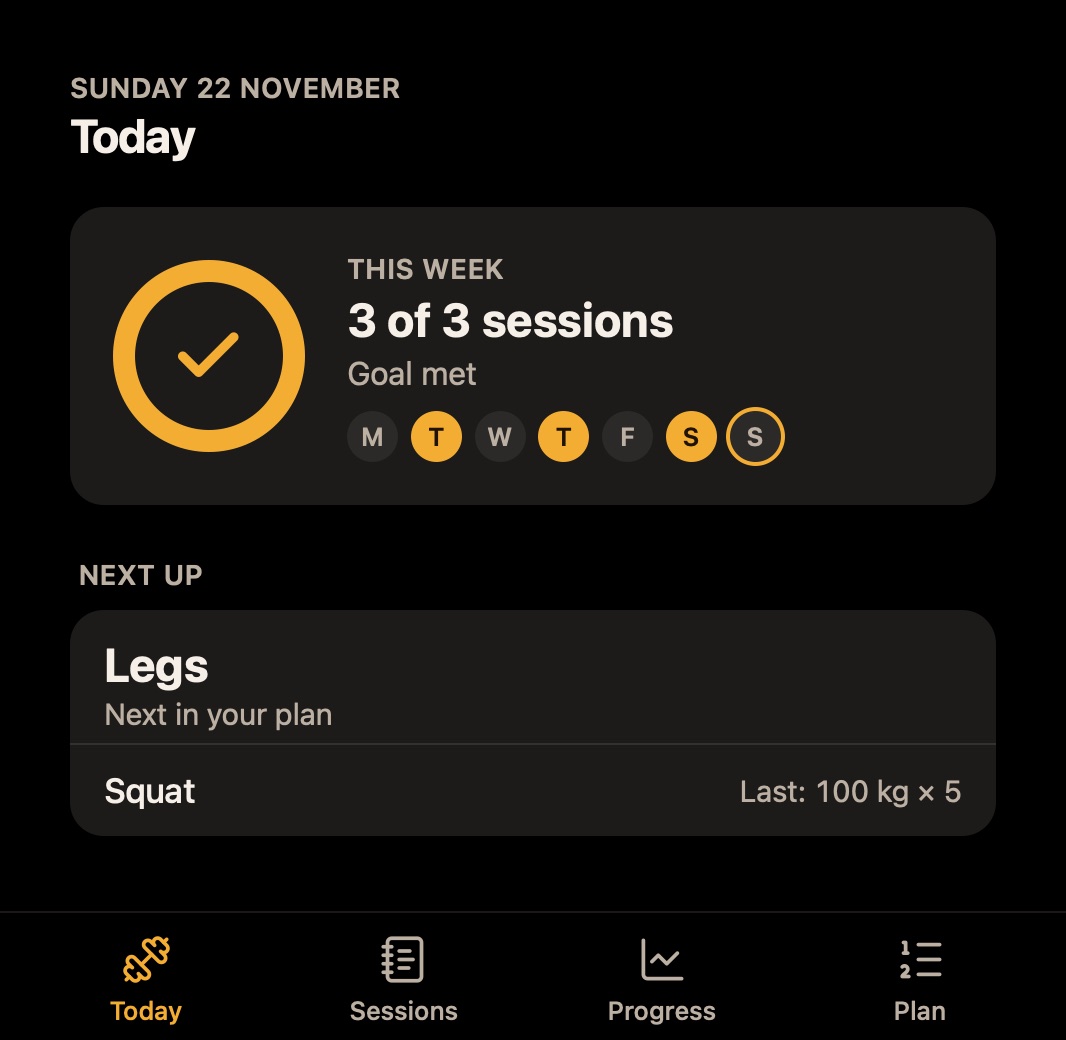 SUNDAY 22 NOVEMBER
Today
THIS WEEK
3 of 3 sessions
Goal met
M T W T F S S
NEXT UP
Legs
Next in your plan
Squat Last: 100 kg × 5
Today Sessions Progress Plan